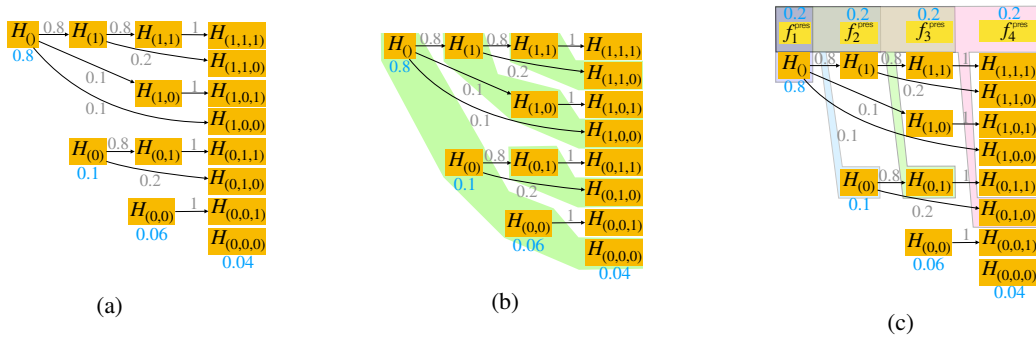 H() 0.8 H(1) 0.8 H(1,1) 1 H(1,1,1)
0.8 0.2 H(1,1,0)
0.1 H(1,0) 1 H(1,0,1)
0.1 H(1,0,0)
H(0) 0.8 H(0,1) 1 H(0,1,1)
0.1 0.2 H(0,1,0)
H(0,0) 1 H(0,0,1)
0.06 H(0,0,0)
0.04
(a)
H() 0.8 H(1) 0.8 H(1,1) 1 H(1,1,1)
0.8 0.2 H(1,1,0)
0.1 H(1,0) 1 H(1,0,1)
0.1 H(1,0,0)
H(0) 0.8 H(0,1) 1 H(0,1,1)
0.1 0.2 H(0,1,0)
H(0,0) 1 H(0,0,1)
0.06 H(0,0,0)
0.04
(b)
0.2 0.2 0.2 0.2
f1pres f2pres f3pres f4pres
H() 0.8 H(1) 0.8 H(1,1) 1 H(1,1,1)
0.8 0.2 H(1,1,0)
0.1 H(1,0) 1 H(1,0,1)
0.1 H(1,0,0)
H(0) 0.8 H(0,1) 1 H(0,1,1)
0.1 0.2 H(0,1,0)
H(0,0) 1 H(0,0,1)
0.06 H(0,0,0)
0.04
(c)